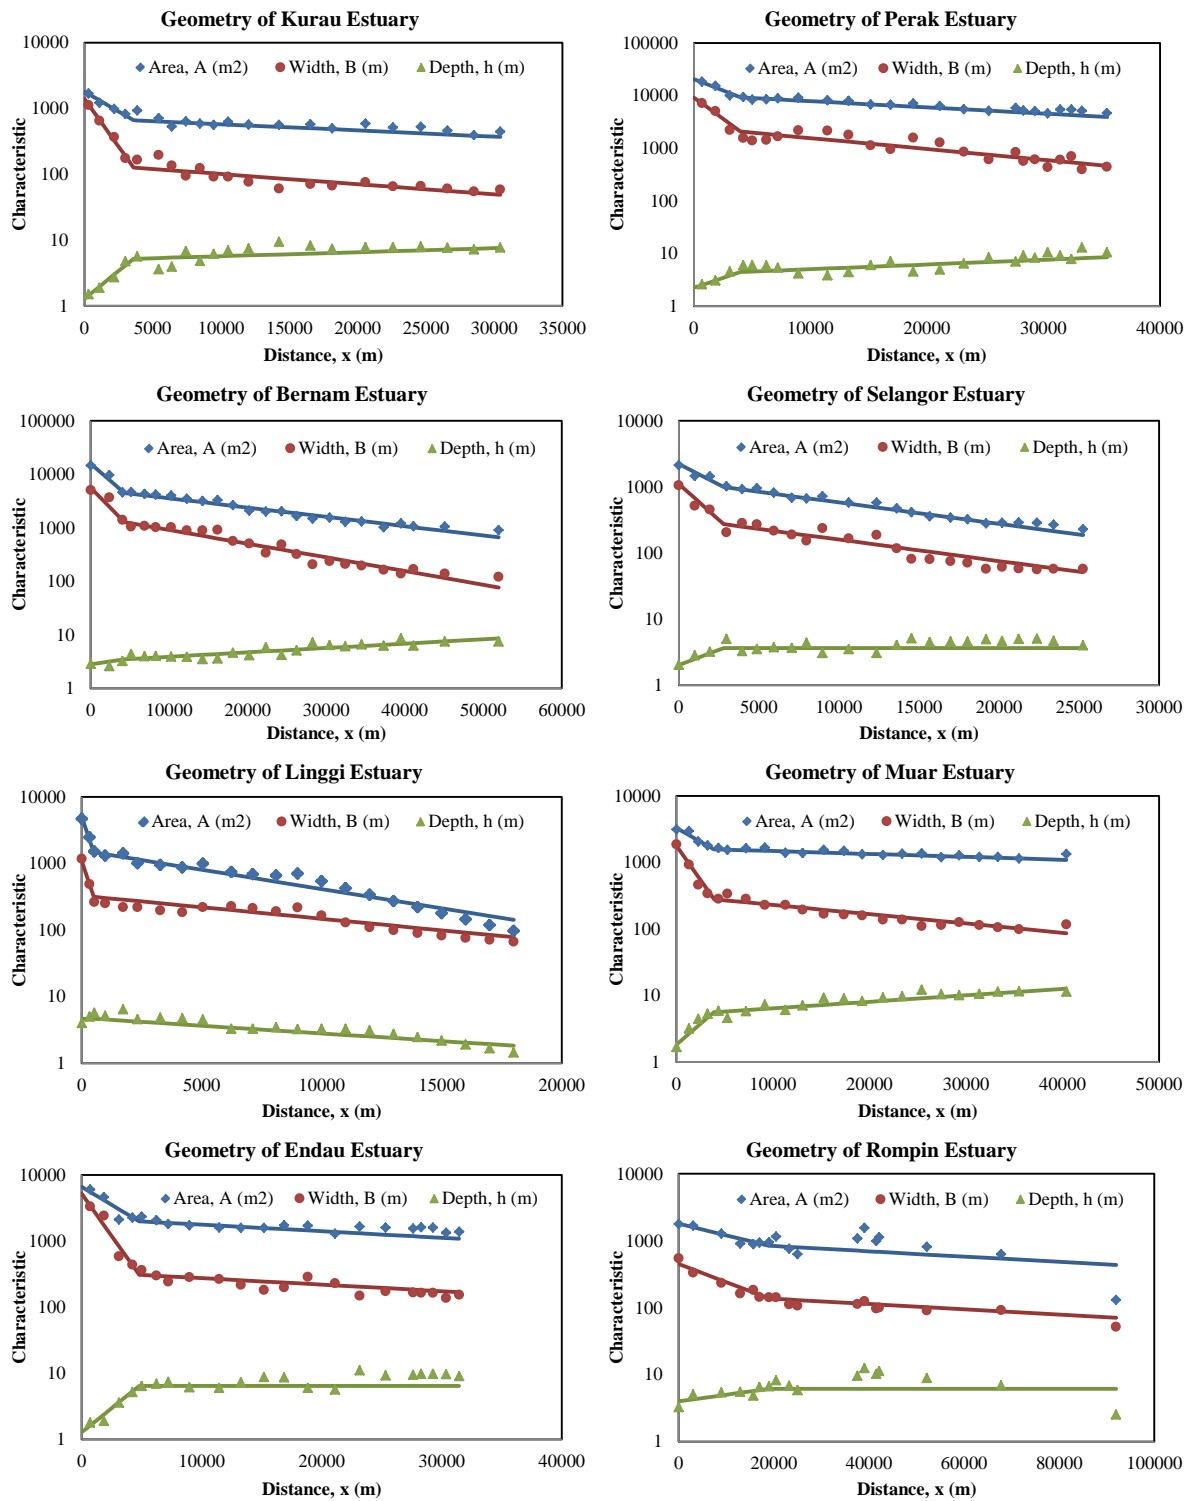 Geometry of Kurau Estuary
10000
1000
100
10
1
Area, A (m2) Width, B (m) Depth, h (m)
Characteristic
0 5000 10000 15000 20000 25000 30000 35000
Distance, x (m)
Geometry of Perak Estuary
100000
10000
1000
100
10
1
Area, A (m2) Width, B (m) Depth, h (m)
Characteristic
0 10000 20000 30000 40000
Distance, x (m)
Geometry of Bernam Estuary
100000
10000
1000
100
10
1
Area, A (m2) Width, B (m) Depth, h (m)
Characteristic
0 10000 20000 30000 40000 50000 60000
Distance, x (m)
Geometry of Selangor Estuary
10000
1000
100
10
1
Area, A (m2) Width, B (m) Depth, h (m)
Characteristic
0 5000 10000 15000 20000 25000 30000
Distance, x (m)
Geometry of Linggi Estuary
10000
1000
100
10
1
Area, A (m2) Width, B (m) Depth, h (m)
Characteristic
0 5000 10000 15000 20000
Distance, x (m)
Geometry of Muar Estuary
10000
1000
100
10
1
Area, A (m2) Width, B (m) Depth, h (m)
Characteristic
0 10000 20000 30000 40000 50000
Distance, x (m)
Geometry of Endau Estuary
10000
1000
100
10
1
Area, A (m2) Width, B (m) Depth, h (m)
Characteristic
0 10000 20000 30000 40000
Distance, x (m)
Geometry of Rompin Estuary
10000
1000
100
10
1
Area, A (m2) Width, B (m) Depth, h (m)
Characteristic
0 20000 40000 60000 80000 100000
Distance, x (m)